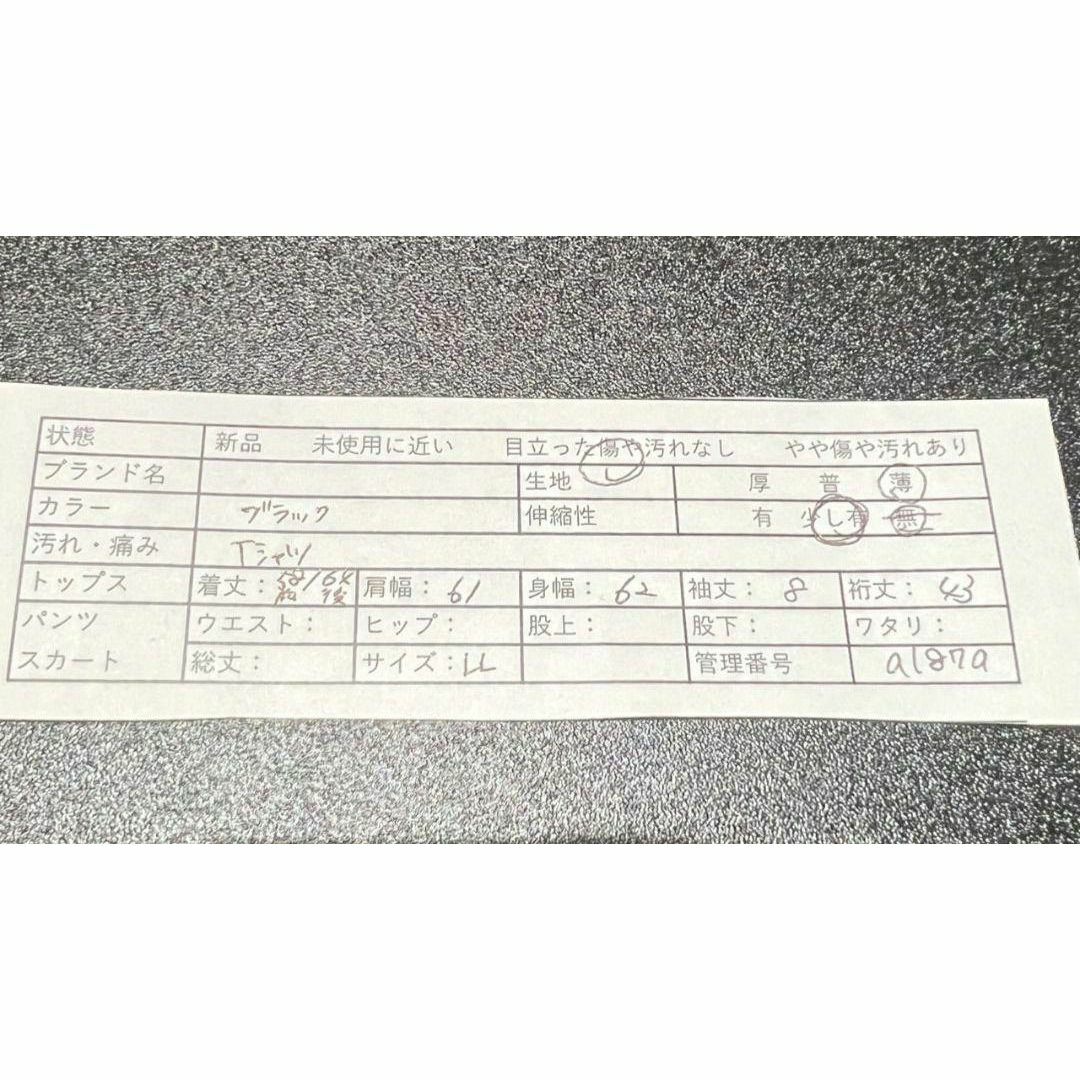 状態 新品 未使用に近い 目立った傷や汚れなし やや傷や汚れあり
ブランド名 生地 厚 普 薄
カラー ブラック 伸縮性 有 少し有 無
汚れ・痛み Tシャツ
トップス 着丈: 前 /64 後 肩幅: 61 身幅: 62 袖丈: 8 裄丈: 43
パンツ ウエスト: ヒップ: 股上: 股下: ワタリ:
スカート 総丈: サイズ: LL 管理番号 a187a